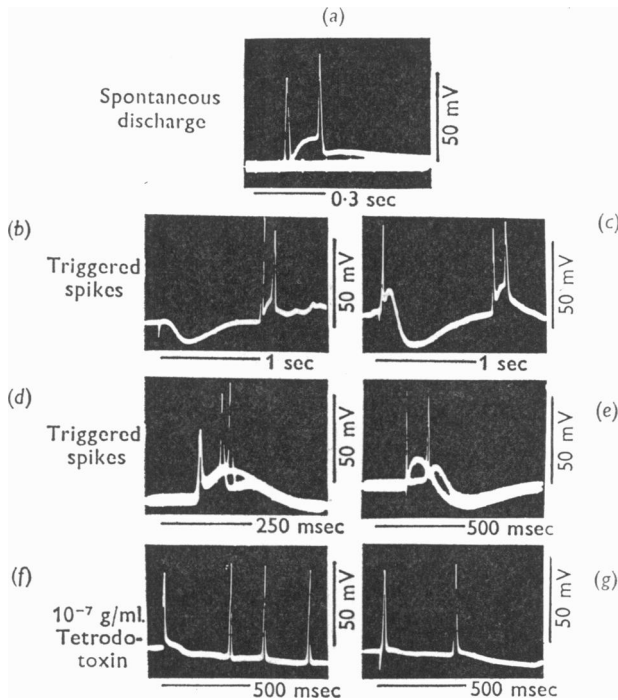 (a)
Spontaneous
discharge
50 mV
0·3 sec
(b)
(c)
Triggered
spikes
50 mV
50 mV
1 sec
1 sec
(d)
(e)
Triggered
spikes
50 mV
50 mV
250 msec
500 msec
(f)
(g)
10⁻⁷ g/ml.
Tetrodo-
toxin
50 mV
50 mV
500 msec
500 msec